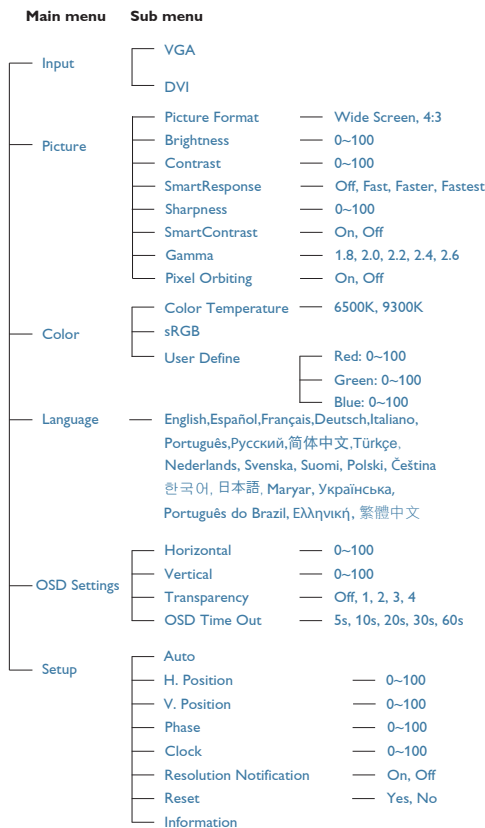 Main menu Sub menu
Input VGA
DVI
Picture Picture Format Wide Screen, 4:3
Brightness 0~100
Contrast 0~100
SmartResponse Off, Fast, Faster, Fastest
Sharpness 0~100
SmartContrast On, Off
Gamma 1.8, 2.0, 2.2, 2.4, 2.6
Pixel Orbiting On, Off
Color Color Temperature 6500K, 9300K
sRGB
User Define Red: 0~100
Green: 0~100
Blue: 0~100
Language English,Español,Français,Deutsch,Italiano,
Português,Русский,简体中文,Türkçe,
Nederlands, Svenska, Suomi, Polski, Čeština
한국어, 日本語, Maryar, Українська,
Português do Brazil, Ελληνική, 繁體中文
OSD Settings Horizontal 0~100
Vertical 0~100
Transparency Off, 1, 2, 3, 4
OSD Time Out 5s, 10s, 20s, 30s, 60s
Setup Auto
H. Position 0~100
V. Position 0~100
Phase 0~100
Clock 0~100
Resolution Notification On, Off
Reset Yes, No
Information